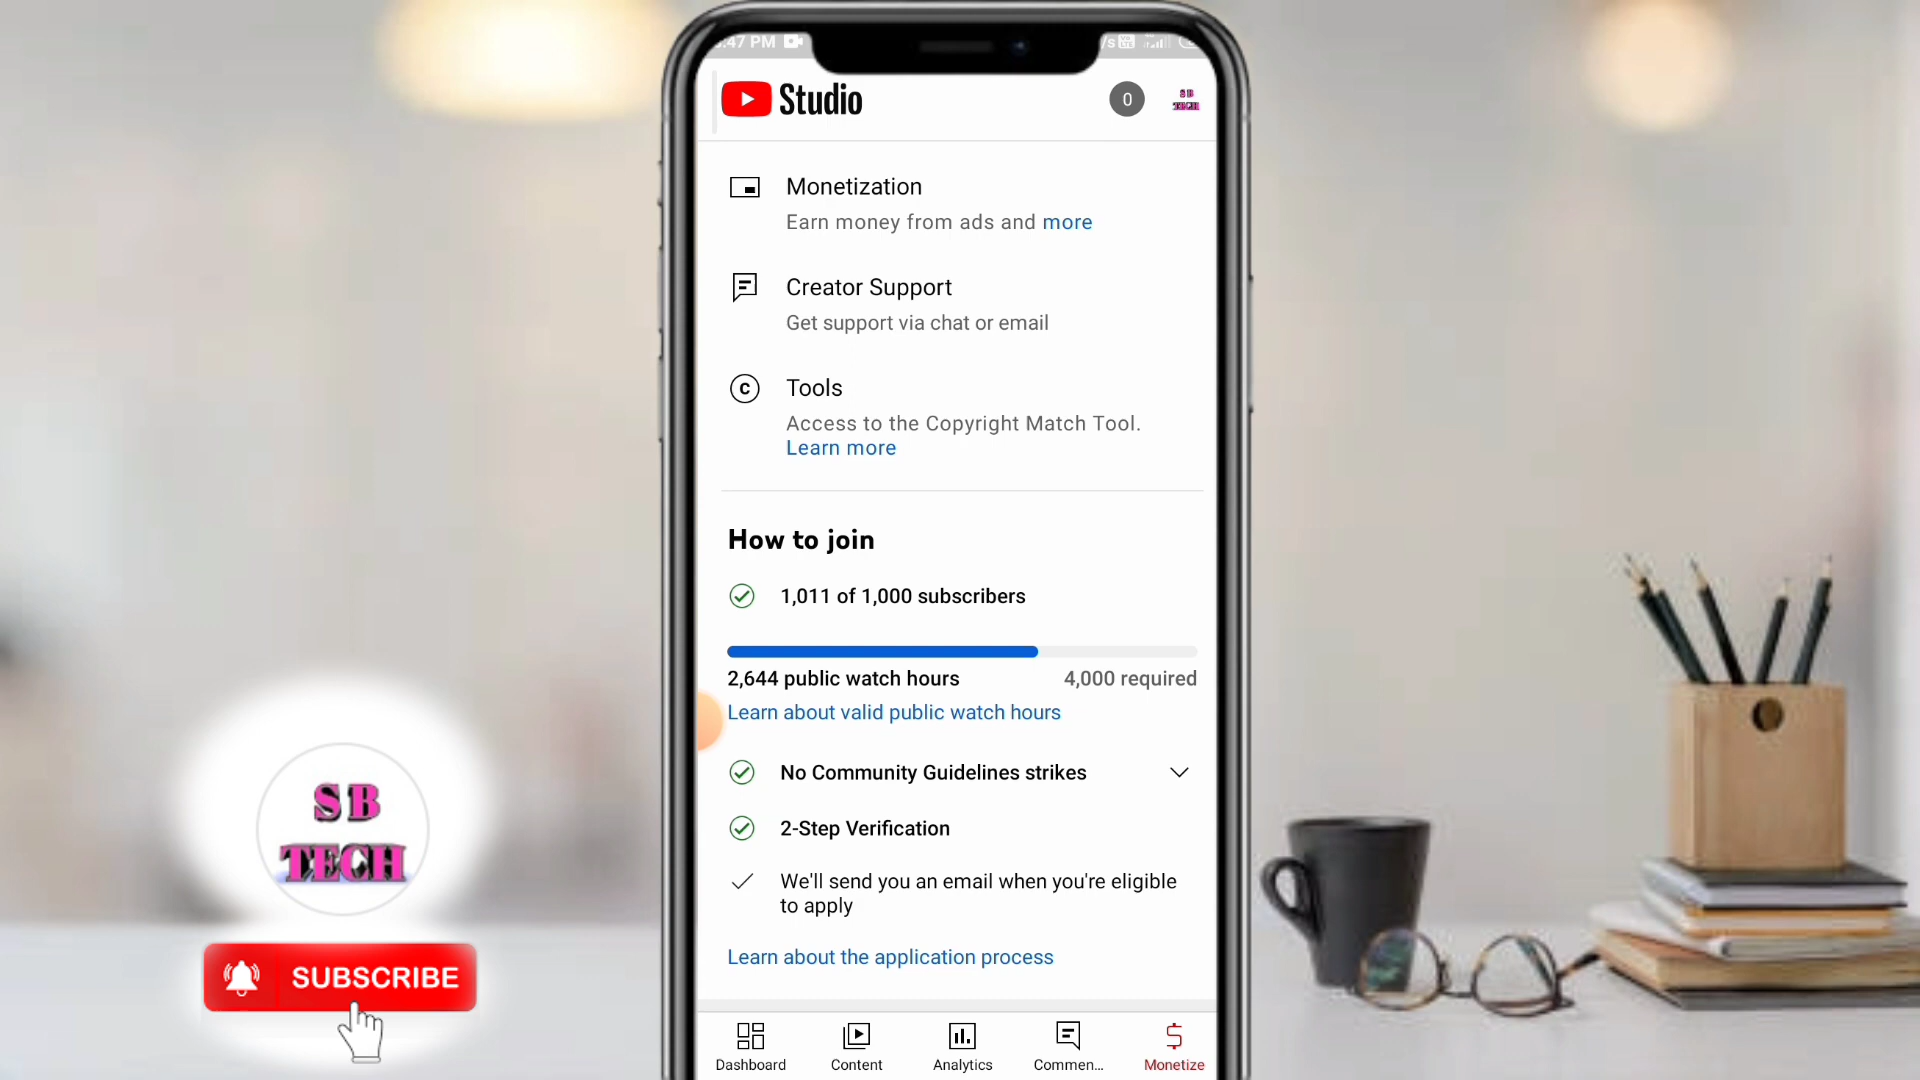 :47 PM
Studio
0
SB
TECH
Monetization
Earn money from ads and more
Creator Support
Get support via chat or email
C
Tools
Access to the Copyright Match Tool.
Learn more
How to join
1,011 of 1,000 subscribers
2,644 public watch hours
4,000 required
Learn about valid public watch hours
No Community Guidelines strikes
2-Step Verification
We'll send you an email when you're eligible
to apply
Learn about the application process
Dashboard
Content
Analytics
Commen...
Monetize
S B
TECH
SUBSCRIBE